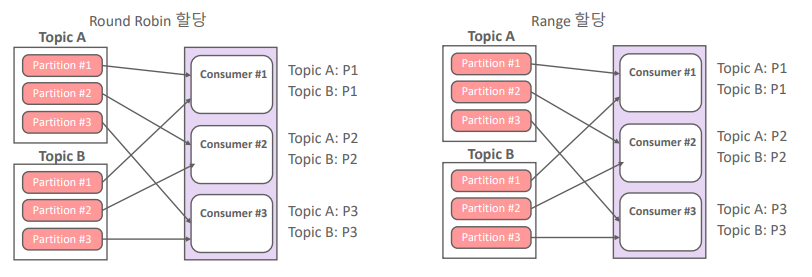 Round Robin 할당
Topic A
Partition #1
Partition #2
Partition #3
Topic B
Partition #1
Partition #2
Partition #3
Consumer #1
Consumer #2
Consumer #3
Topic A: P1
Topic B: P1
Topic A: P2
Topic B: P2
Topic A: P3
Topic B: P3
Range 할당
Topic A
Partition #1
Partition #2
Partition #3
Topic B
Partition #1
Partition #2
Partition #3
Consumer #1
Consumer #2
Consumer #3
Topic A: P1
Topic B: P1
Topic A: P2
Topic B: P2
Topic A: P3
Topic B: P3